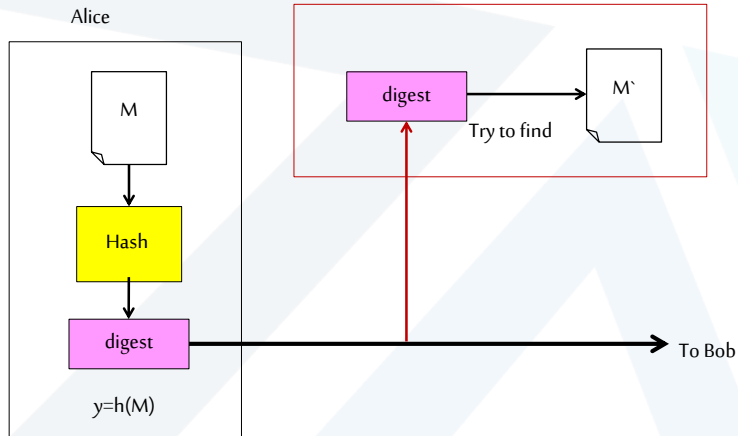 Alice
M
Hash
digest
y=h(M)
digest
Try to find
M`
To Bob